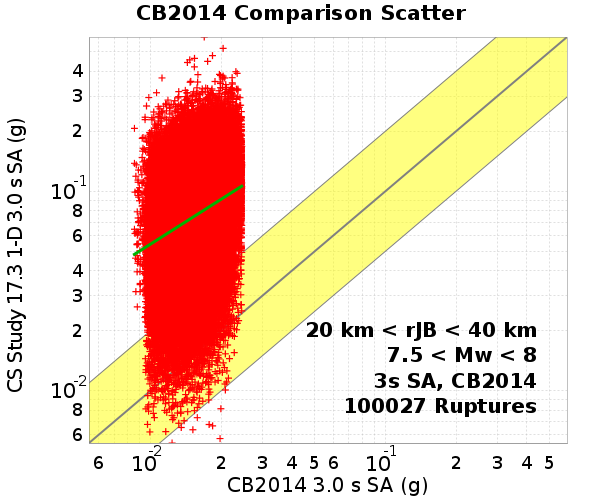 CB2014 Comparison Scatter
CS Study 17.3 1-D 3.0 s SA (g)
4
3
2
10^-1
8
6
4
3
2
10^-2
8
6
20 km < rJB < 40 km
7.5 < Mw < 8
3s SA, CB2014
100027 Ruptures
6 8 10^-2 2 3 4 5 6 10^-1 2 3 4 5
CB2014 3.0 s SA (g)